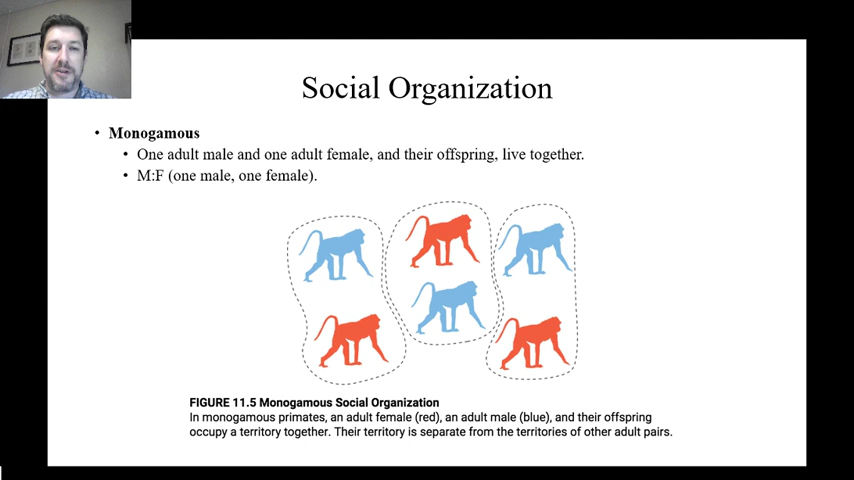 Social Organization
• Monogamous
• One adult male and one adult female, and their offspring, live together.
• M:F (one male, one female).
FIGURE 11.5 Monogamous Social Organization
In monogamous primates, an adult female (red), an adult male (blue), and their offspring
occupy a territory together. Their territory is separate from the territories of other adult pairs.